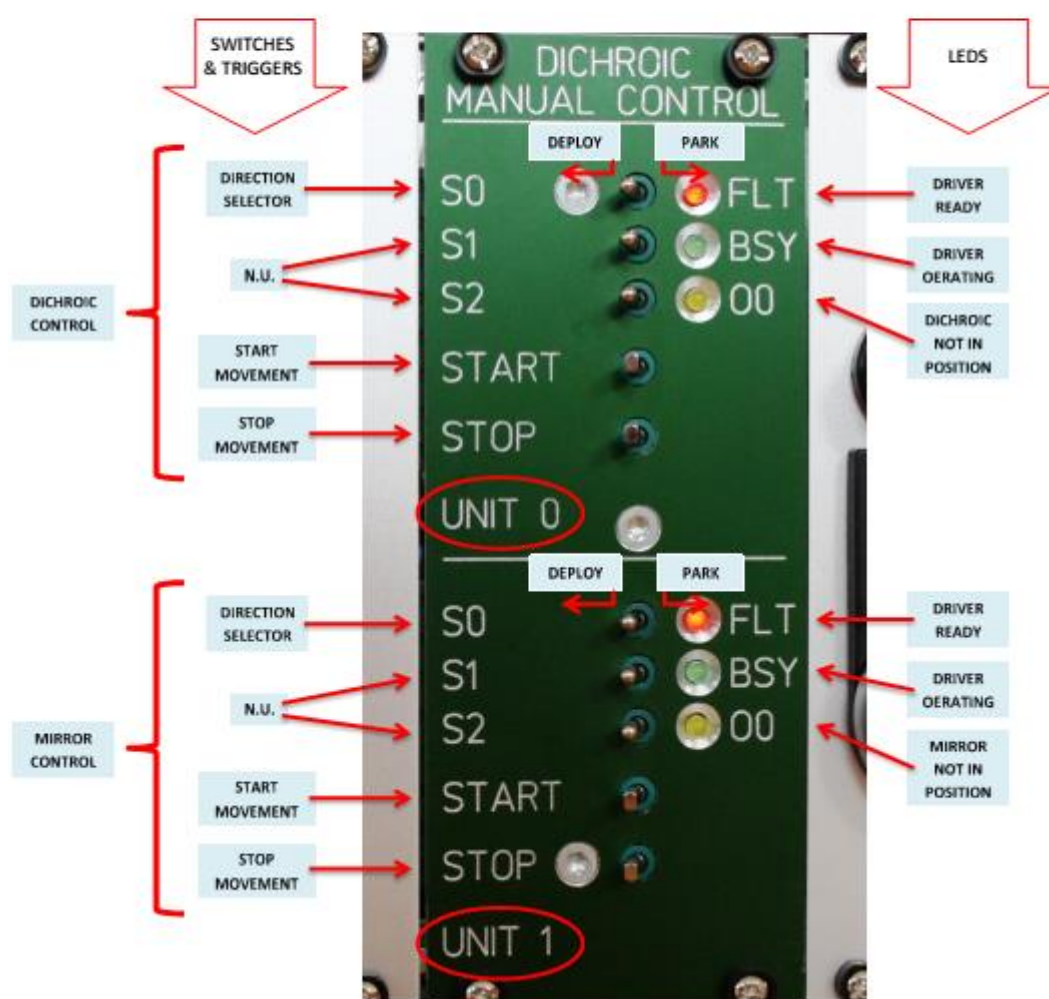 SWITCHES
& TRIGGERS
LEDS
DICHROIC
MANUAL CONTROL
DEPLOY
PARK
DIRECTION
SELECTOR
S0
FLT
DRIVER
READY
N.U.
S1
BSY
DRIVER
OERATING
S2
O0
DICHROIC
NOT IN
POSITION
DICHROIC
CONTROL
START
MOVEMENT
START
STOP
MOVEMENT
STOP
UNIT 0
DEPLOY
PARK
DIRECTION
SELECTOR
S0
FLT
DRIVER
READY
N.U.
S1
BSY
DRIVER
OERATING
S2
O0
MIRROR
NOT IN
POSITION
MIRROR
CONTROL
START
MOVEMENT
START
STOP
MOVEMENT
STOP
UNIT 1